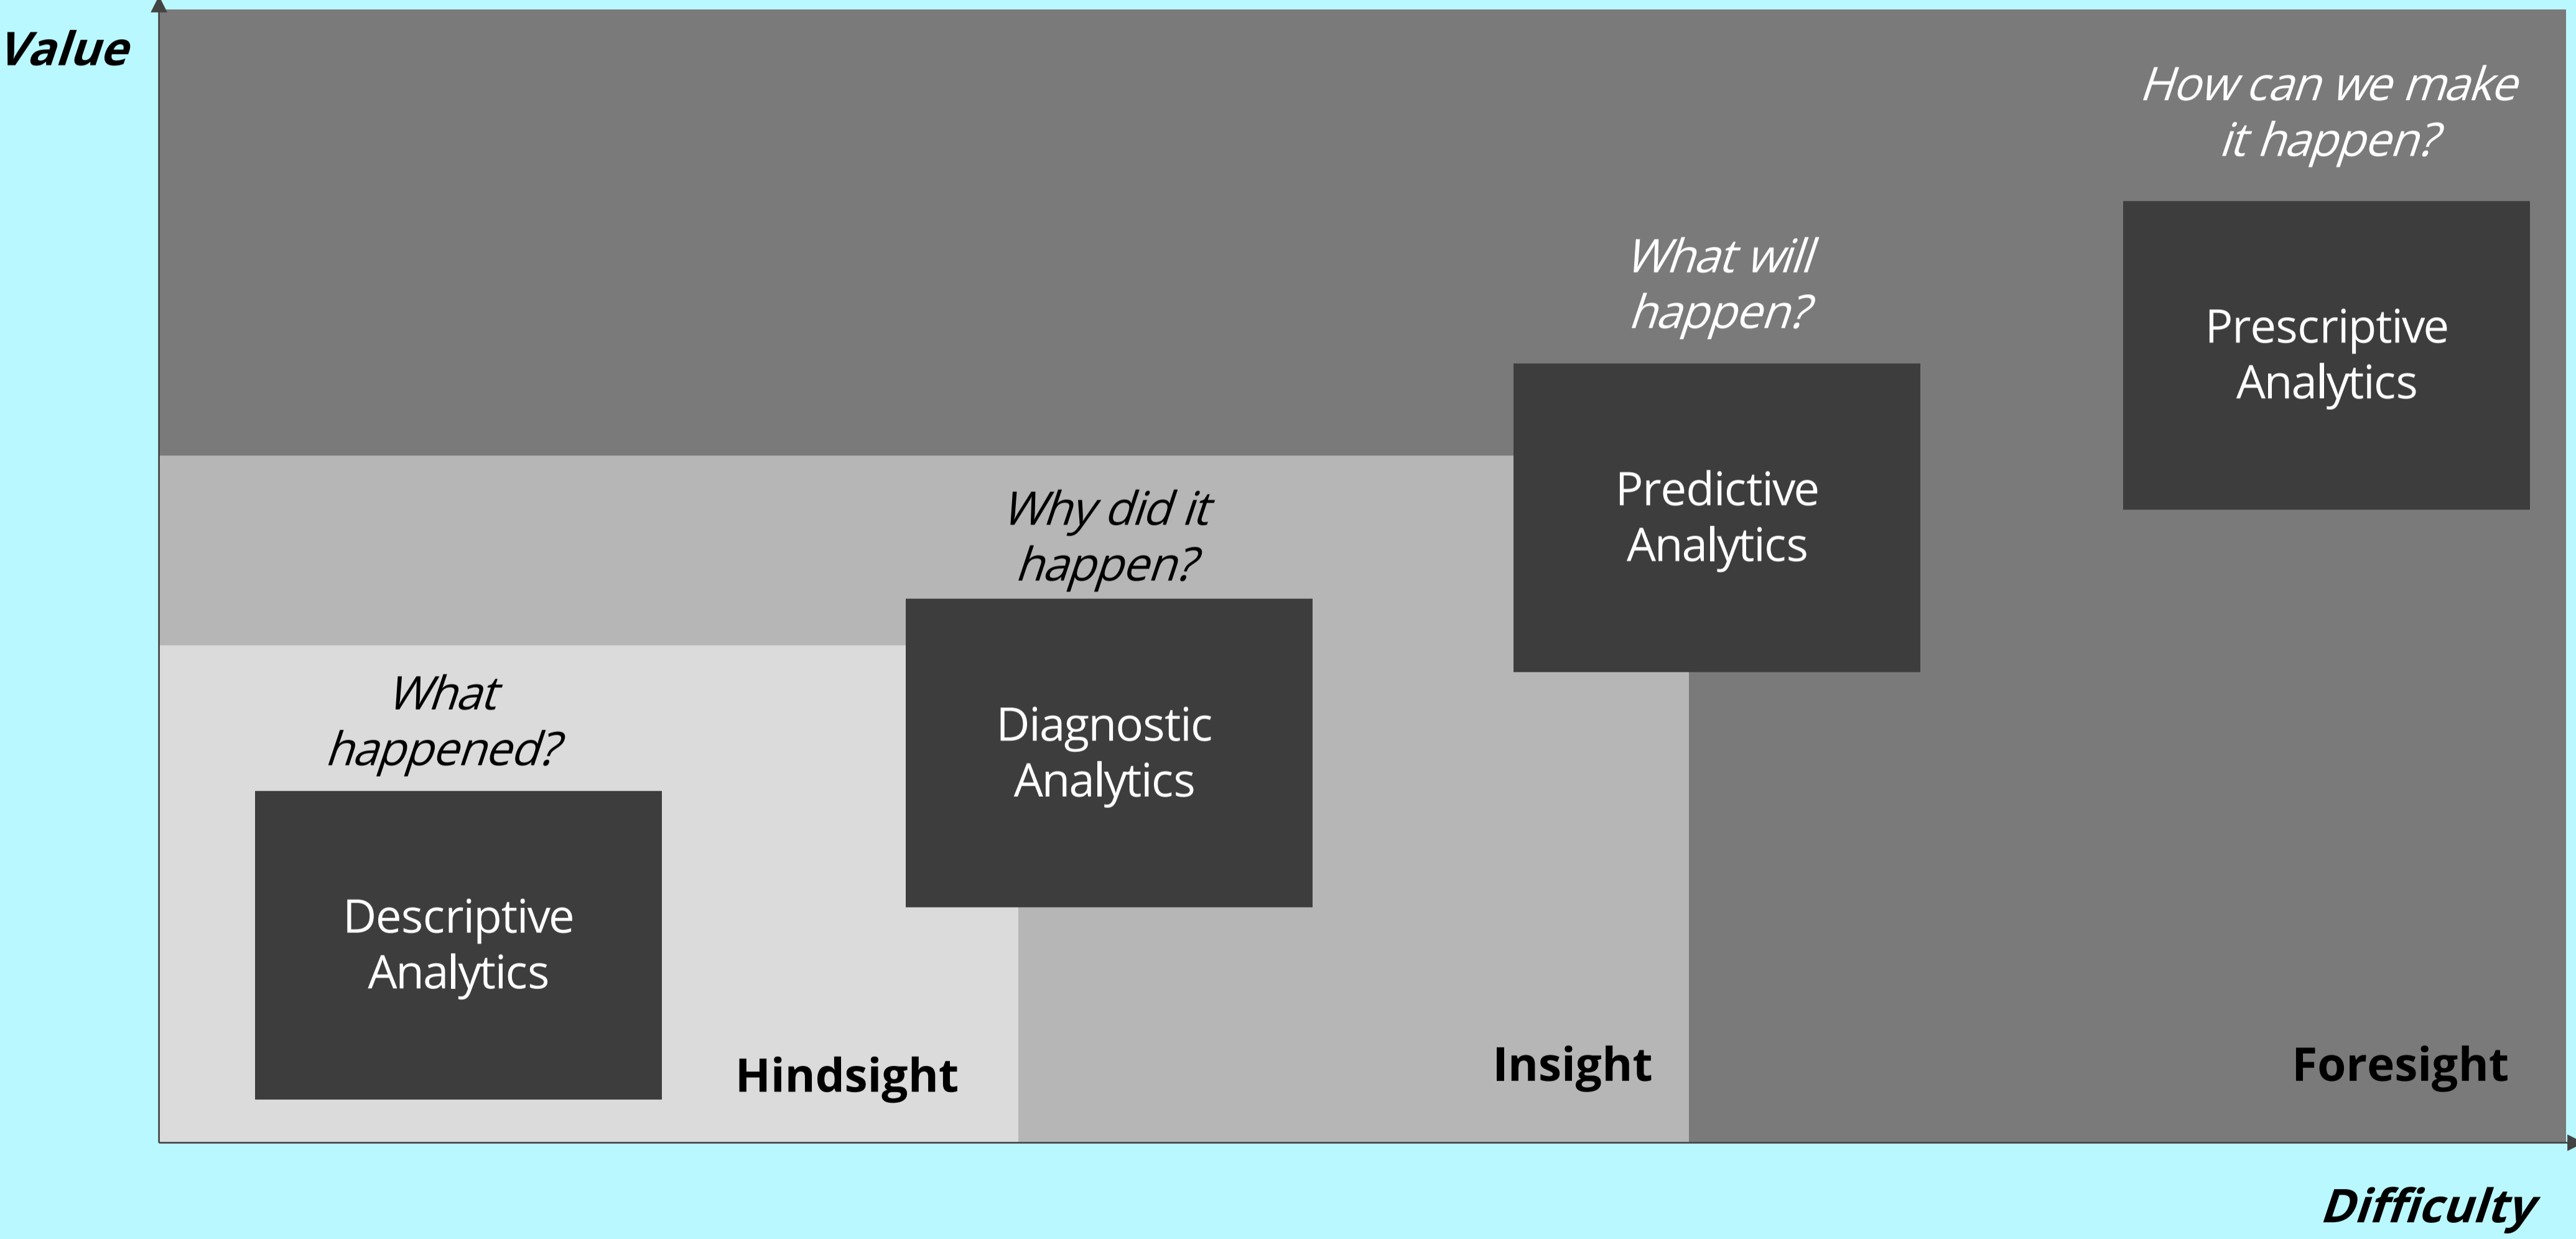 Value
How can we make
it happen?
What will
happen?
Prescriptive
Analytics
Why did it
happen?
Predictive
Analytics
What
happened?
Diagnostic
Analytics
Descriptive
Analytics
Hindsight
Insight
Foresight
Difficulty